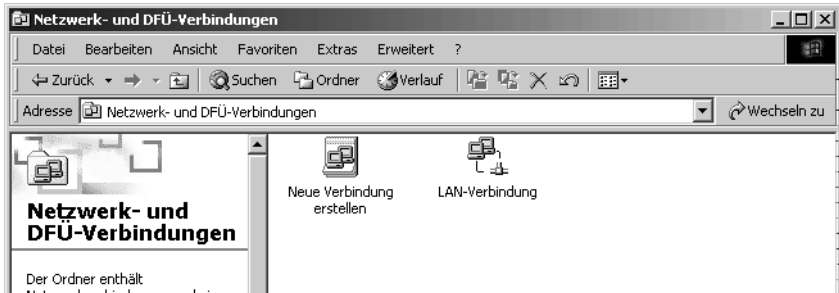 Netzwerk- und DFÜ-Verbindungen
Datei Bearbeiten Ansicht Favoriten Extras Erweitert ?
Zurück Suchen Ordner Verlauf
Adresse Netzwerk- und DFÜ-Verbindungen Wechseln zu
Neue Verbindung erstellen
LAN-Verbindung
Netzwerk- und
DFÜ-Verbindungen
Der Ordner enthält